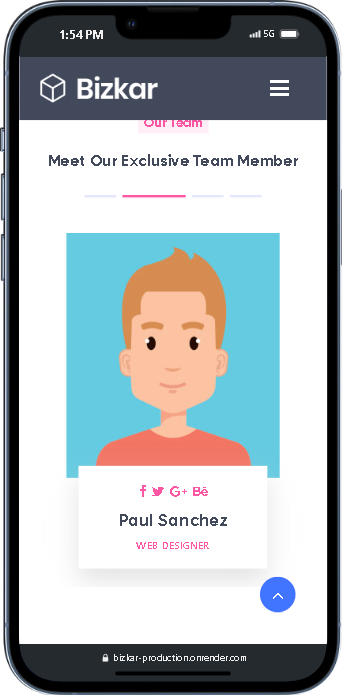 1:54 PM 5G
Bizkar
Our Team
Meet Our Exclusive Team Member
G+ Bē
Paul Sanchez
WEB DESIGNER
bizkar-production.onrender.com